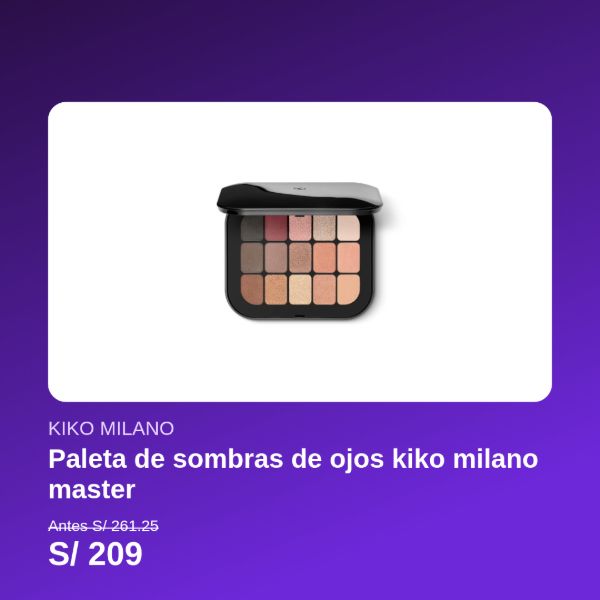 KIKO MILANO
Paleta de sombras de ojos kiko milano
master
Antes S/ 261.25
S/ 209